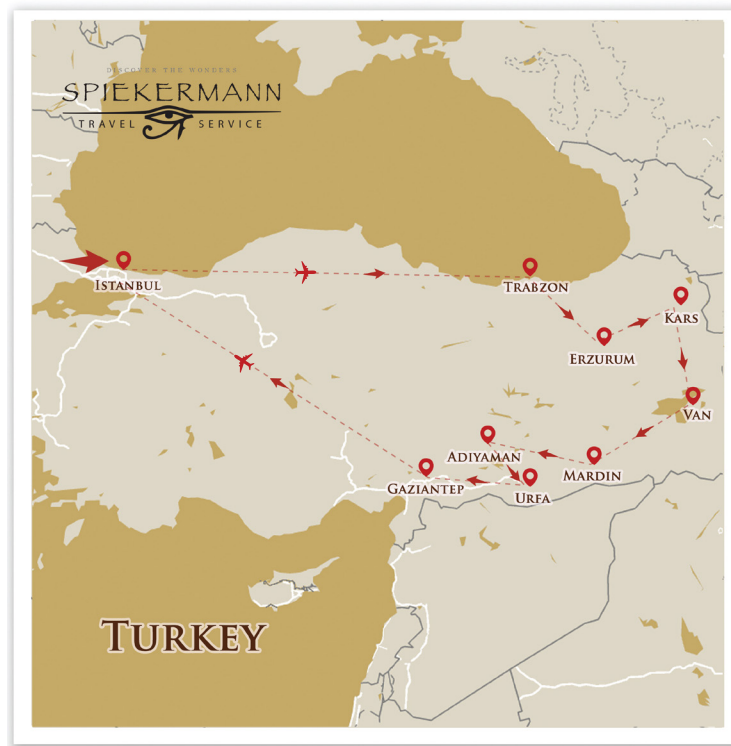 DISCOVER THE WONDERS
SPIEKERMANN
TRAVEL SERVICE
ISTANBUL
TRABZON
KARS
ERZURUM
VAN
ADIYAMAN
MARDIN
GAZIANTEP
URFA
TURKEY